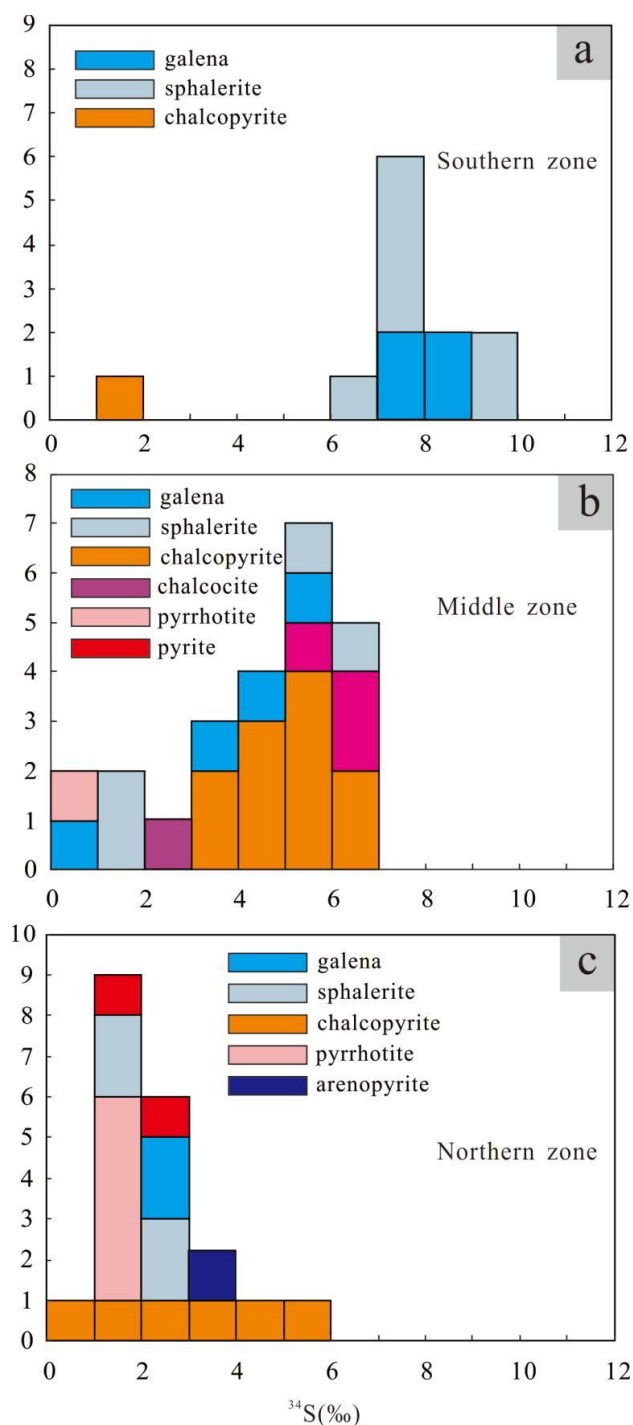 9
8
7
6
5
4
3
2
1
0
a
galena
sphalerite
chalcopyrite
Southern zone
0 2 4 6 8 10 12
8
7
6
5
4
3
2
1
0
b
galena
sphalerite
chalcopyrite
chalcocite
pyrrhotite
pyrite
Middle zone
0 2 4 6 8 10 12
10
9
8
7
6
5
4
3
2
1
0
c
galena
sphalerite
chalcopyrite
pyrrhotite
arenopyrite
Northern zone
0 2 4 6 8 10 12
³⁴S(‰)